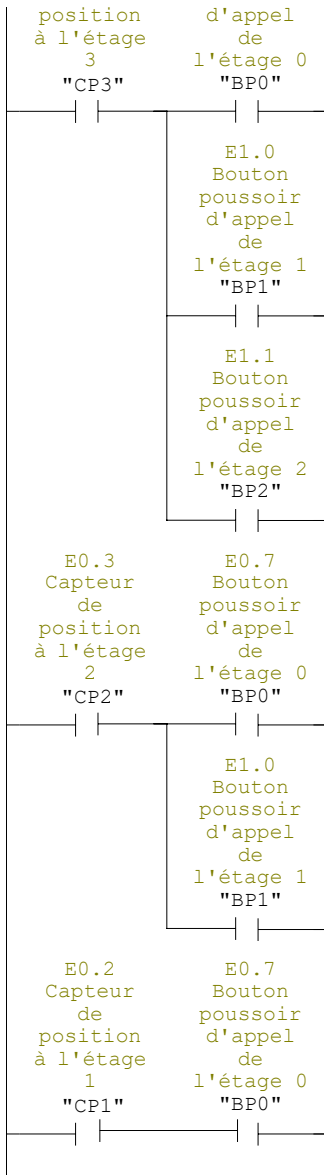 position
à l'étage
3
"CP3"
d'appel
de
l'étage 0
"BP0"
E1.0
Bouton
poussoir
d'appel
de
l'étage 1
"BP1"
E1.1
Bouton
poussoir
d'appel
de
l'étage 2
"BP2"
E0.3
Capteur
de
position
à l'étage
2
"CP2"
E0.7
Bouton
poussoir
d'appel
de
l'étage 0
"BP0"
E1.0
Bouton
poussoir
d'appel
de
l'étage 1
"BP1"
E0.2
Capteur
de
position
à l'étage
1
"CP1"
E0.7
Bouton
poussoir
d'appel
de
l'étage 0
"BP0"